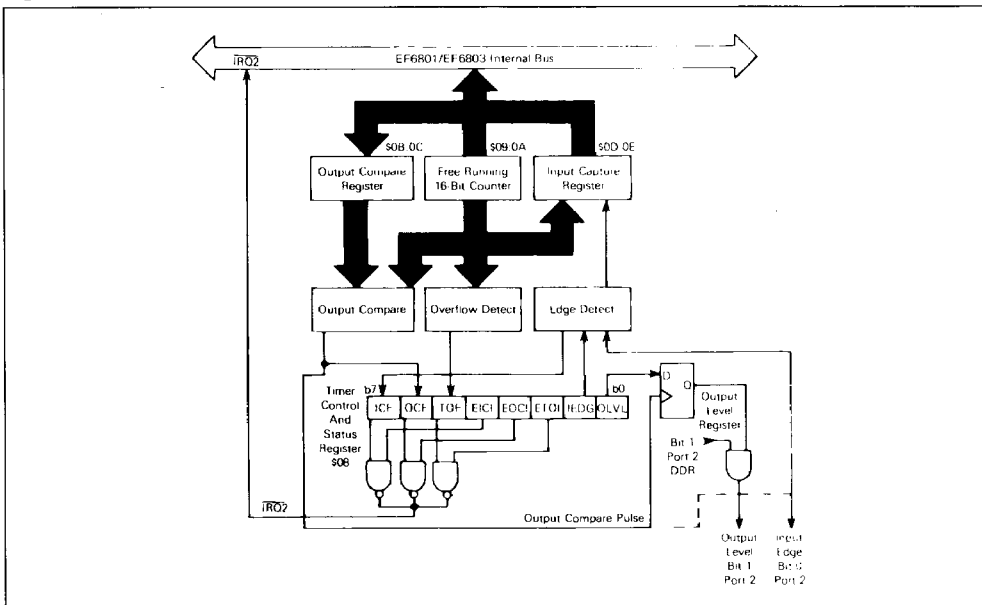 EF6801/EF6803 Internal Bus
IRQ2
$0B:0C
$09:0A
$0D:0E
Output Compare
Register
Free Running
16-Bit Counter
Input Capture
Register
Output Compare
Overflow Detect
Edge Detect
Timer
Control
And
Status
Register
$08
b7
b0
ICF OCF TOF EICI EOCI ETOI IEDG OLVL
D
Q
Output
Level
Register
Bit 1
Port 2
DDR
IRQ2
Output Compare Pulse
Output
Level
Bit 1
Port 2
Input
Edge
Bit 0
Port 2